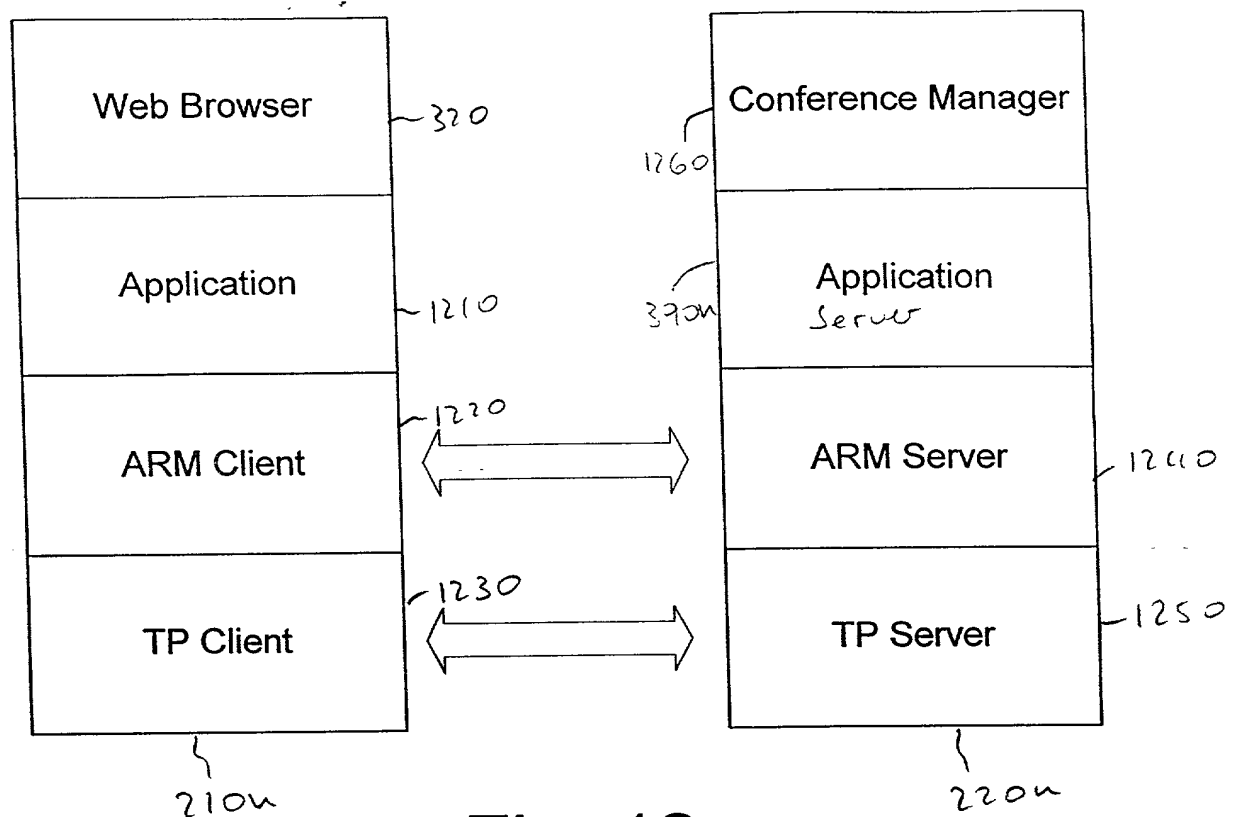 Web Browser
320
Application
1210
ARM Client
1220
TP Client
1230
210n
Conference Manager
1260
Application
Server
390n
ARM Server
1240
TP Server
1250
220n